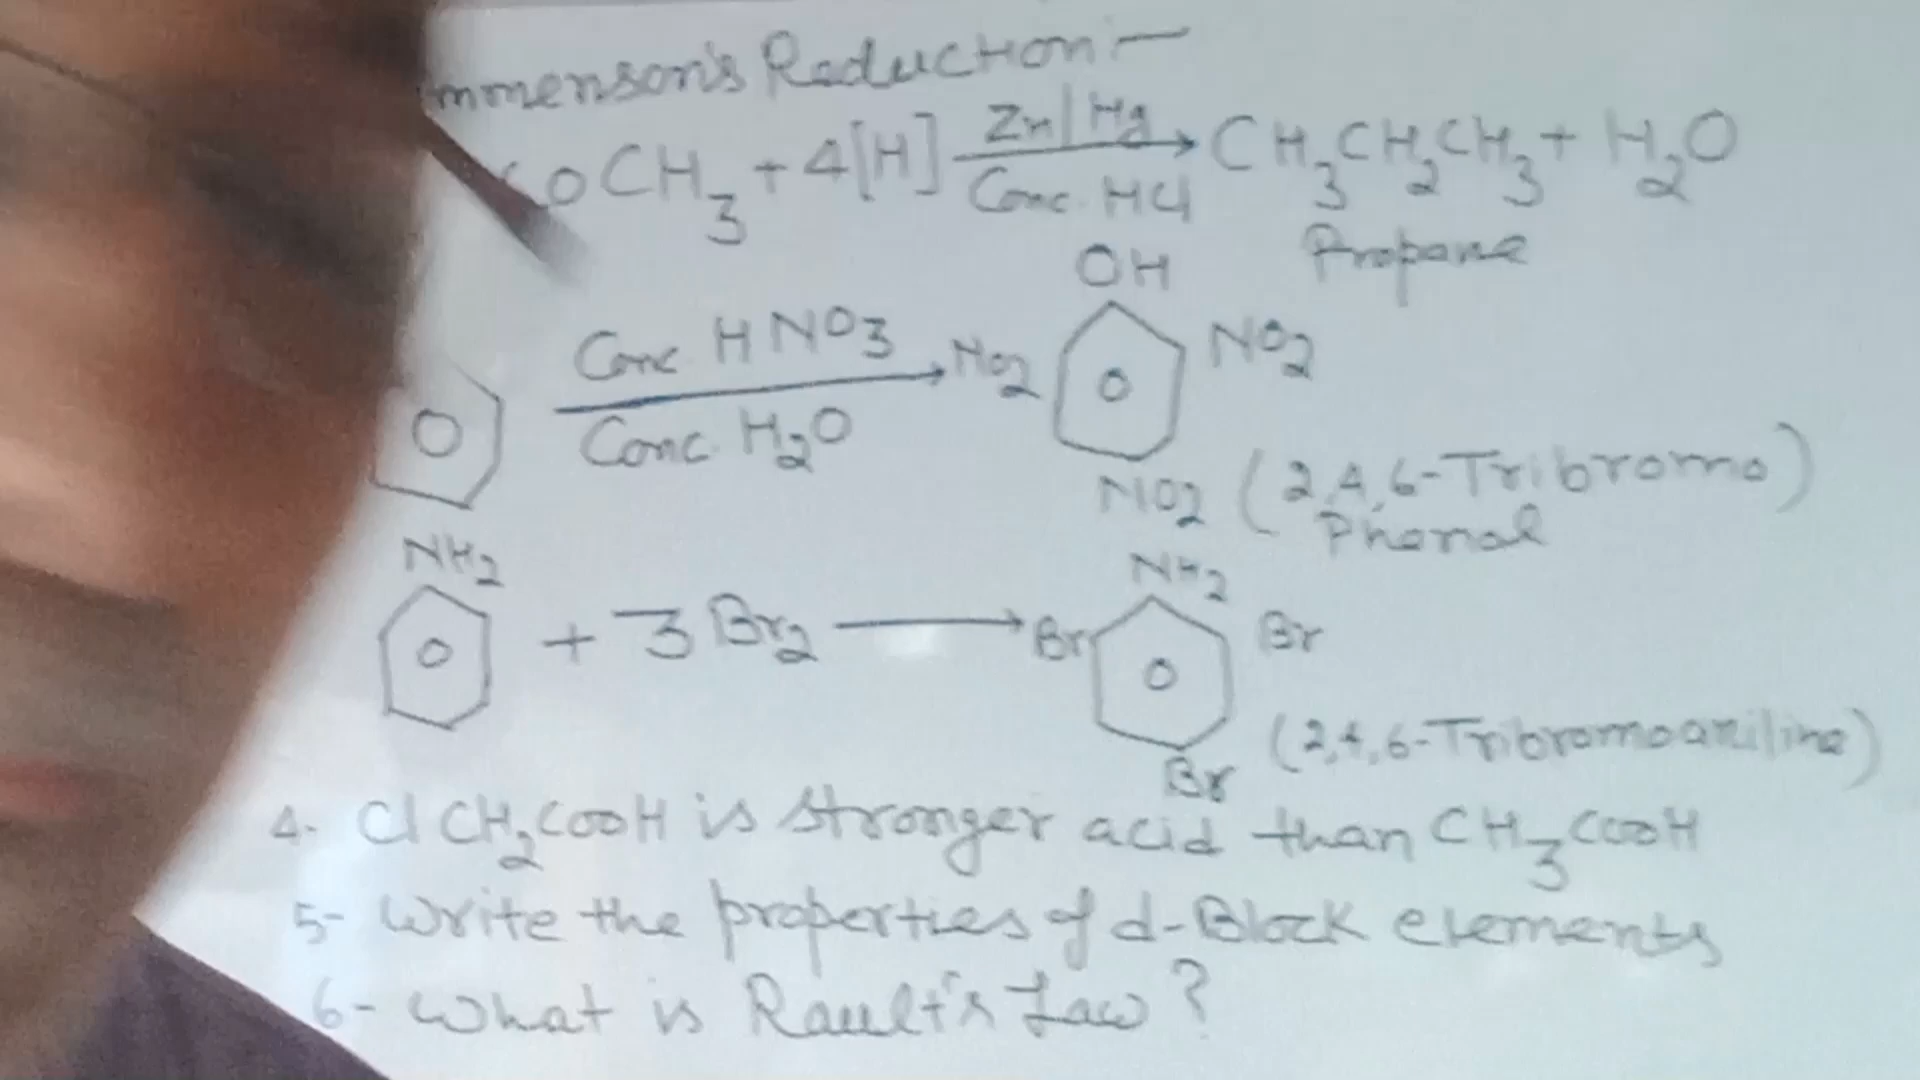 mmenson's Reduction:-
COCH3 + 4[H] Zn|Hg Conc. HCl → CH3CH2CH3 + H2O
Propane
OH
Conc HNO3 → NO2 NO2
Conc. H2O
NO2 (2,4,6-Tribromo)
Phenol
NH2 NH2
+ 3Br2 → Br Br
(2,4,6-Tribromoaniline)
Br
4- ClCH2COOH is stronger acid than CH3COOH
5- Write the properties of d-Block elements
6- What is Rault's Law?